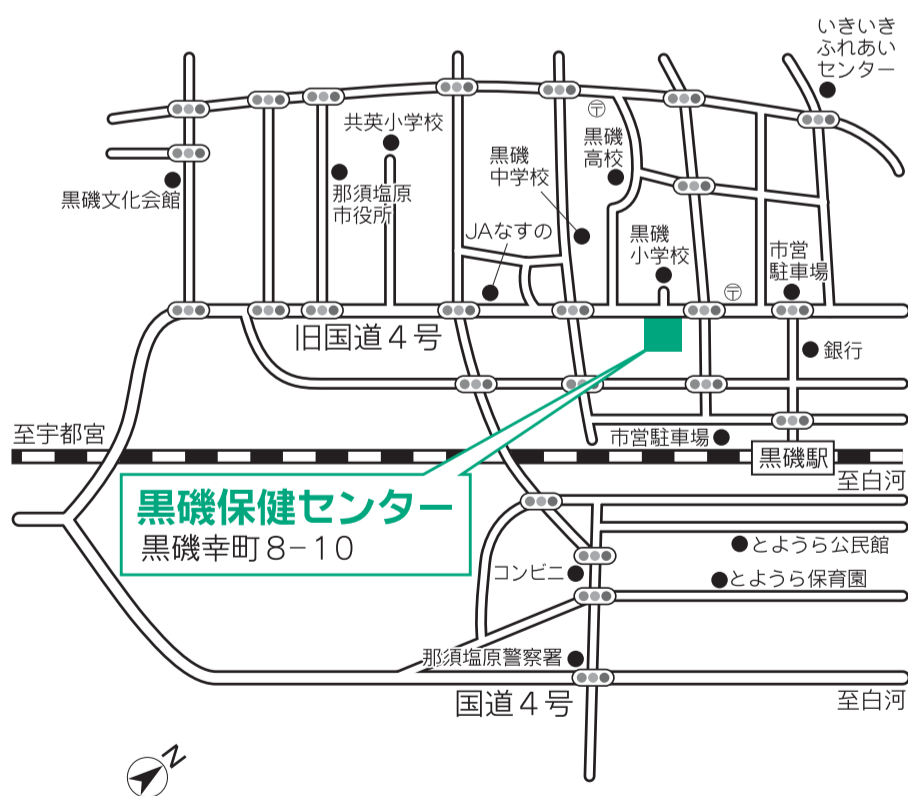 いきいき
ふれあい
センター
共英小学校
黒磯
高校
黒磯
中学校
黒磯文化会館
那須塩原
市役所
JAなすの
黒磯
小学校
市営
駐車場
旧国道4号
銀行
至宇都宮
市営駐車場
黒磯駅
至白河
黒磯保健センター
黒磯幸町8-10
とようら公民館
コンビニ
とようら保育園
那須塩原警察署
国道4号
至白河
N